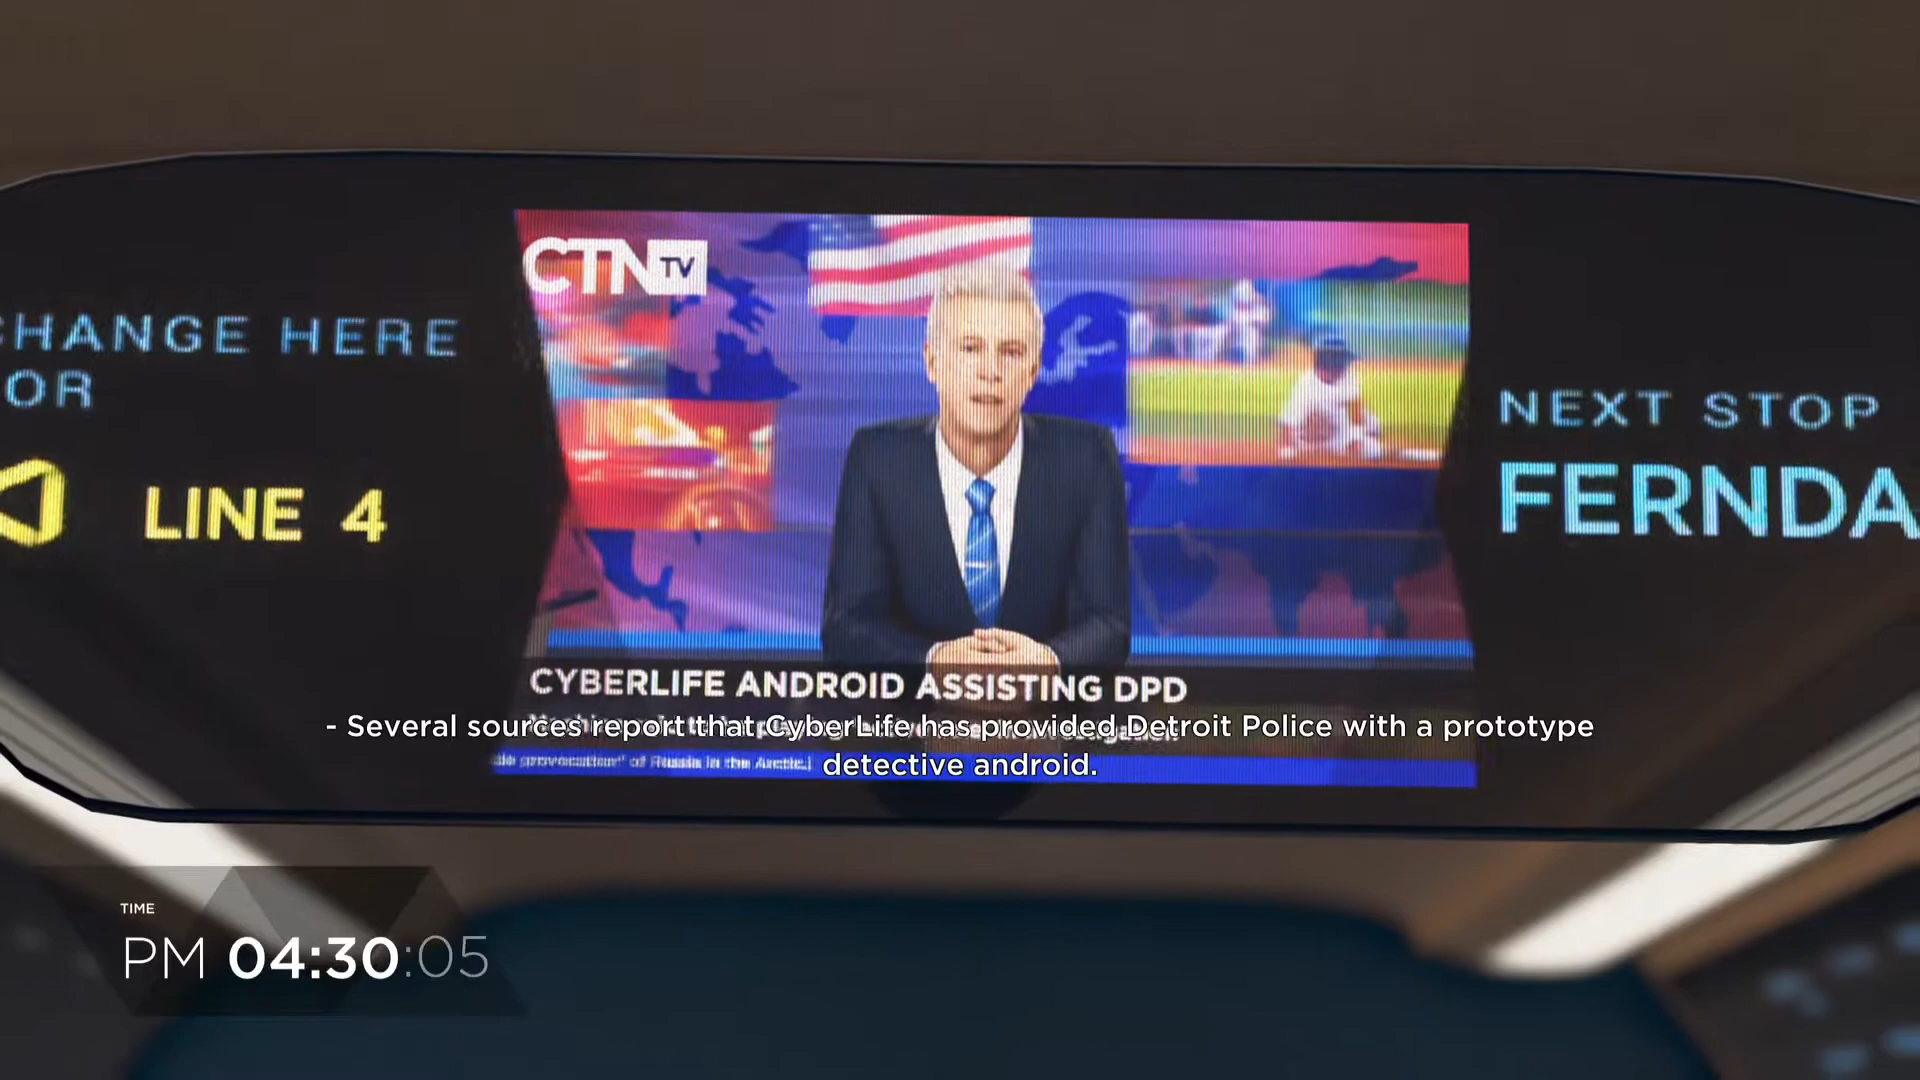 CTN TV
CHANGE HERE
OR
LINE 4
NEXT STOP
FERNDA
CYBERLIFE ANDROID ASSISTING DPD
- Several sources report that CyberLife has provided Detroit Police with a prototype
detective android.
provocation" of Russia in the Arctic.
TIME
PM 04:30:05